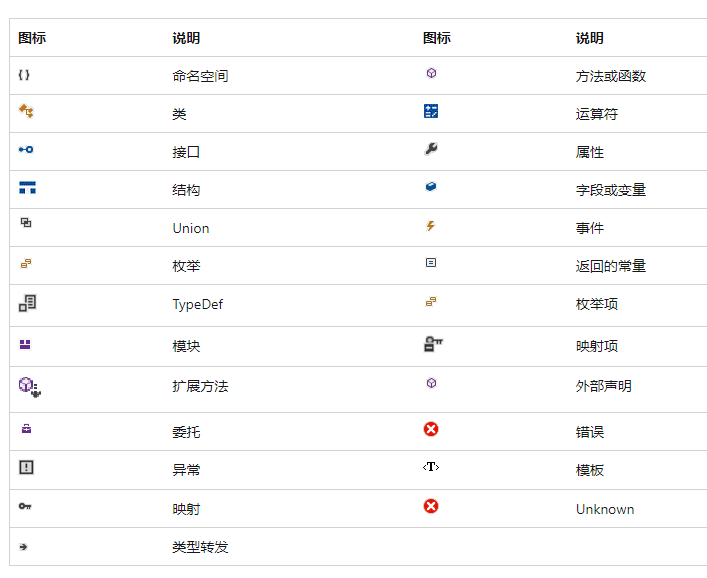 图标 说明 图标 说明
{ } 命名空间 方法或函数
类 运算符
接口 属性
结构 字段或变量
Union 事件
枚举 返回的常量
TypeDef 枚举项
模块 映射项
扩展方法 外部声明
委托 错误
异常 <T> 模板
映射 Unknown
类型转发